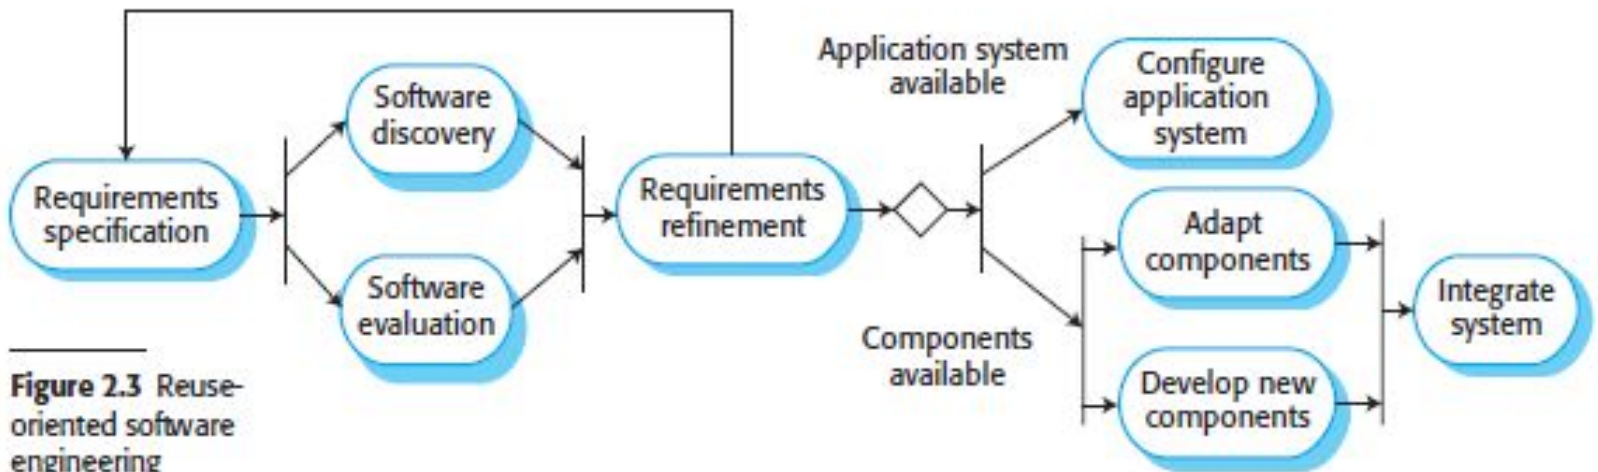 Requirements
specification
Software
discovery
Software
evaluation
Requirements
refinement
Application system
available
Configure
application
system
Components
available
Adapt
components
Develop new
components
Integrate
system
Figure 2.3 Reuse-
oriented software
engineering